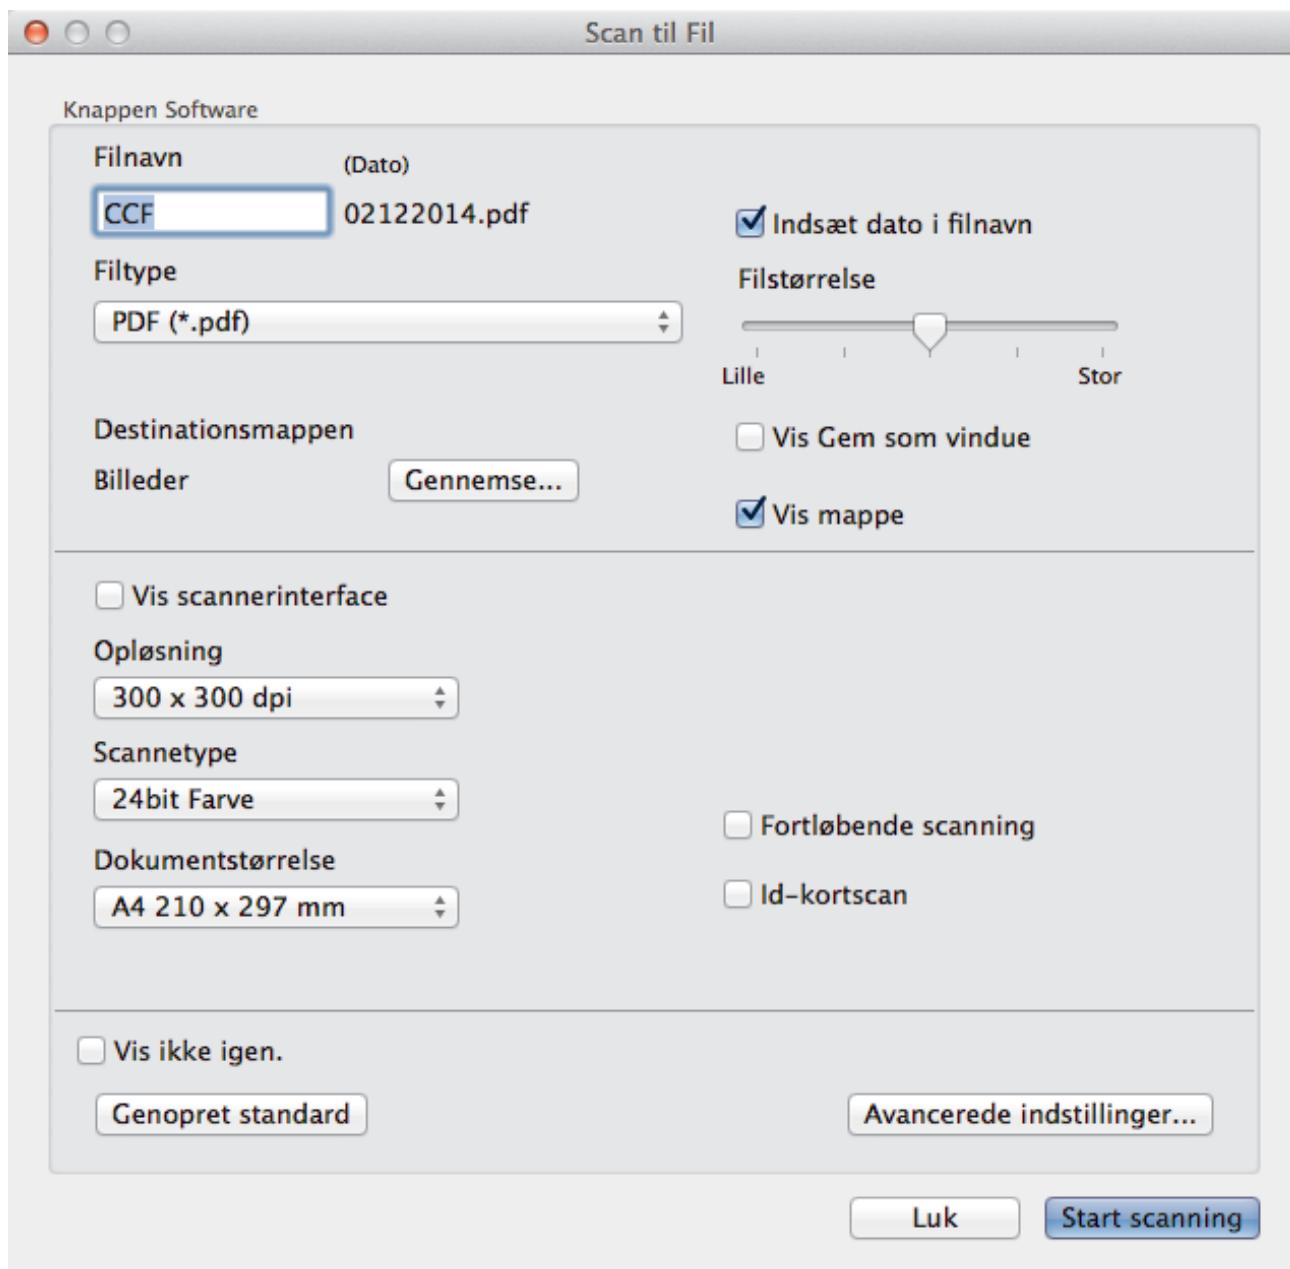 Scan til Fil
Knappen Software
Filnavn (Dato)
CCF 02122014.pdf
Indsæt dato i filnavn
Filtype
PDF (*.pdf)
Filstørrelse
Lille Stor
Destinationsmappen
Billeder Gennemse...
Vis Gem som vindue
Vis mappe
Vis scannerinterface
Opløsning
300 x 300 dpi
Scannetype
24bit Farve
Fortløbende scanning
Dokumentstørrelse
A4 210 x 297 mm
Id-kortscan
Vis ikke igen.
Genopret standard Avancerede indstillinger...
Luk Start scanning